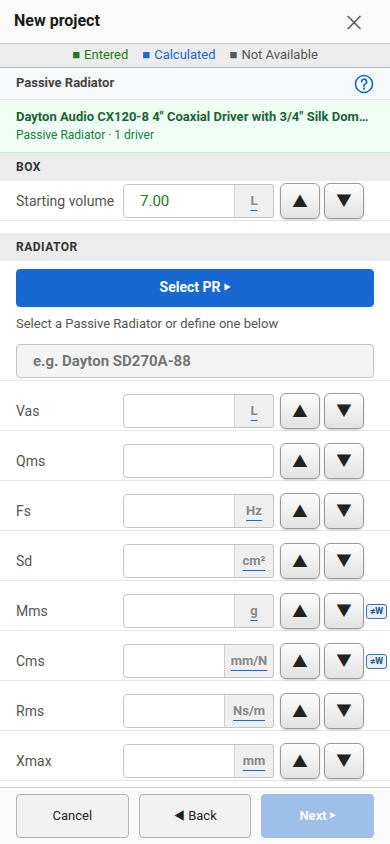 New project
Entered Calculated Not Available
Passive Radiator ?
Dayton Audio CX120-8 4" Coaxial Driver with 3/4" Silk Dom...
Passive Radiator · 1 driver
BOX
Starting volume 7.00 L ▲ ▼
RADIATOR
Select PR ▸
Select a Passive Radiator or define one below
e.g. Dayton SD270A-88
Vas L ▲ ▼
Qms ▲ ▼
Fs Hz ▲ ▼
Sd cm² ▲ ▼
Mms g ▲ ▼ ≠W
Cms mm/N ▲ ▼ ≠W
Rms Ns/m ▲ ▼
Xmax mm ▲ ▼
Cancel ◀ Back Next ▸